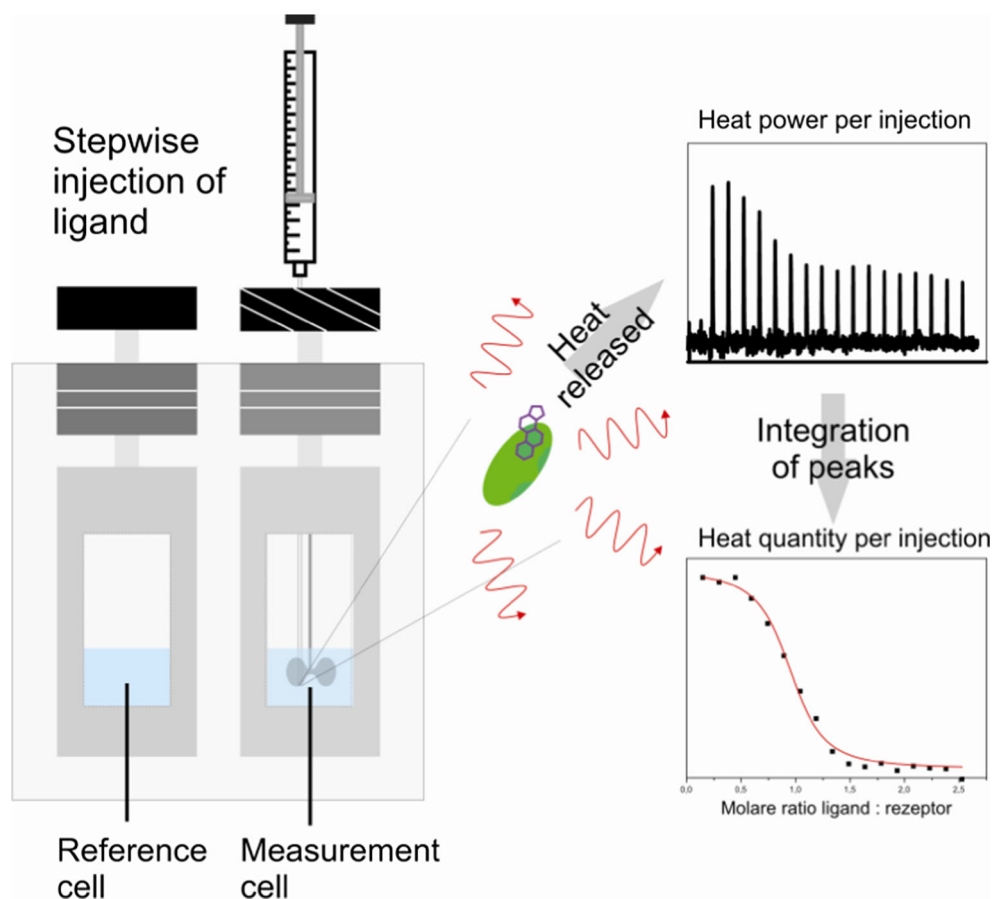 Stepwise
injection of
ligand
Heat
released
Heat power per injection
Integration
of peaks
Heat quantity per injection
0,0 0,5 1,0 1,5 2,0 2,5
Molare ratio ligand : rezeptor
Reference
cell
Measurement
cell